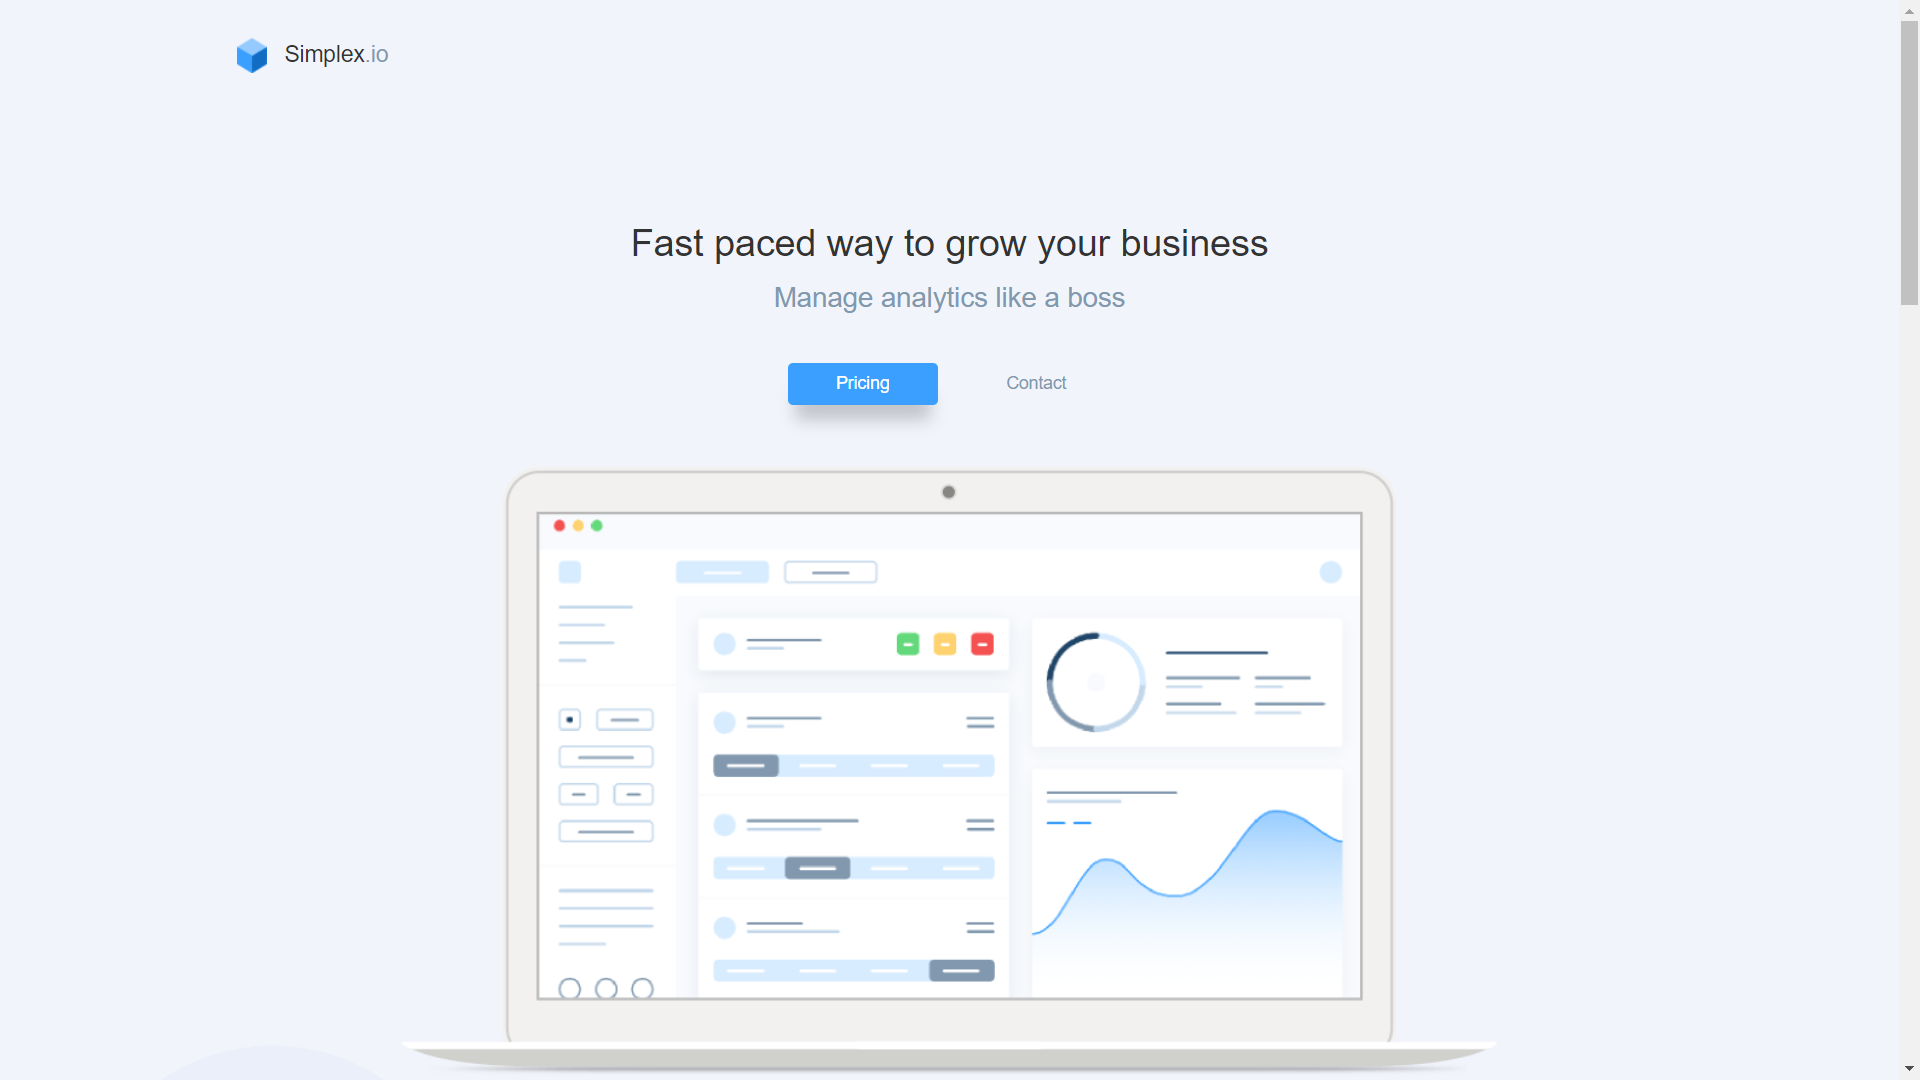 Simplex.io
Fast paced way to grow your business
Manage analytics like a boss
Pricing
Contact